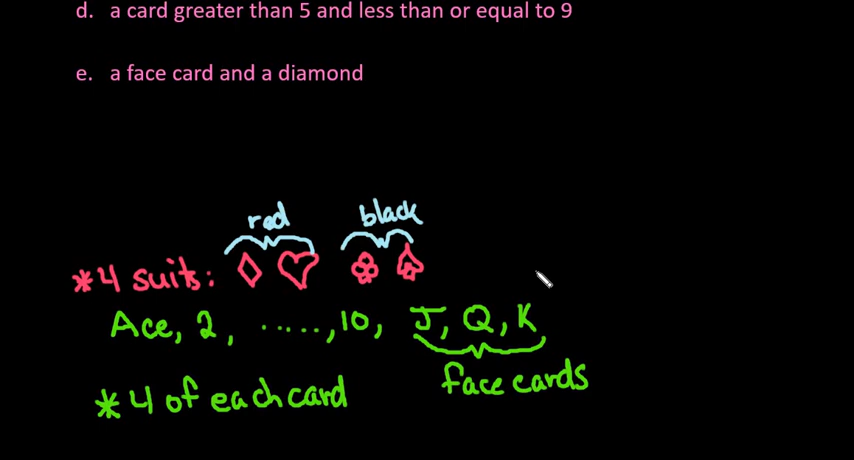 d. a card greater than 5 and less than or equal to 9
e. a face card and a diamond
red black
*4 suits:
Ace, 2, ....., 10, J, Q, K
face cards
*4 of each card